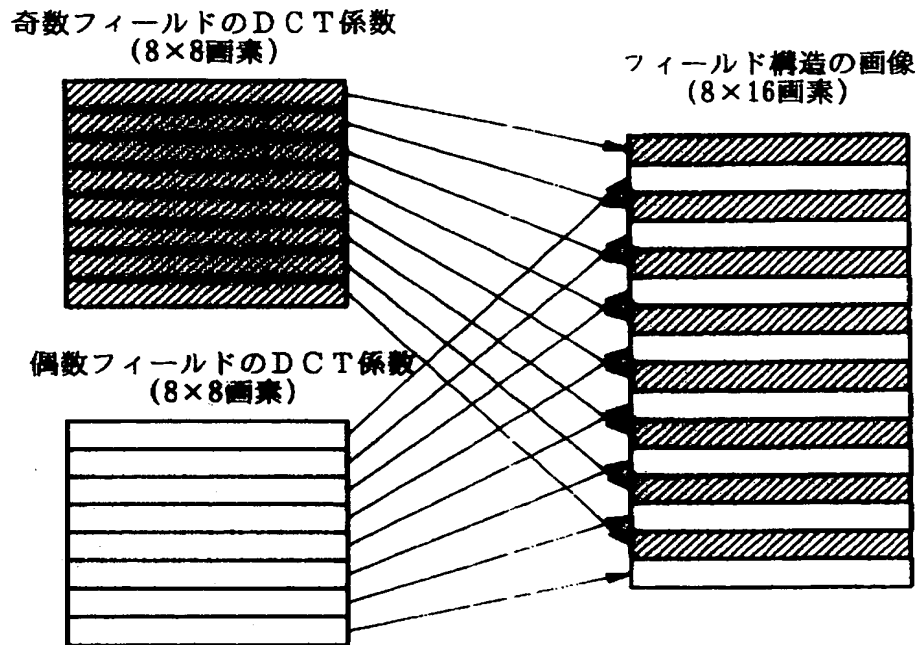 奇数フィールドのDCT係数
(8×8画素)
フィールド構造の画像
(8×16画素)
偶数フィールドのDCT係数
(8×8画素)